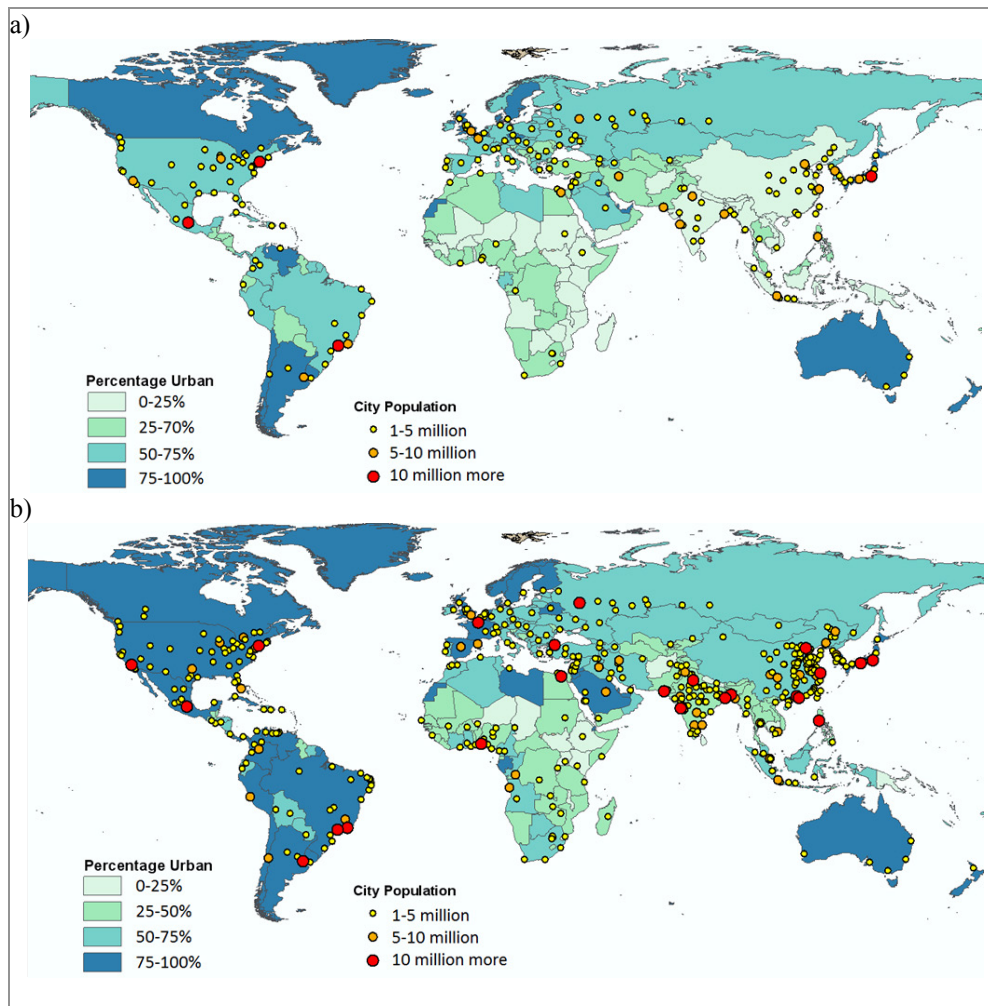 a)
Percentage Urban
0-25%
25-70%
50-75%
75-100%
City Population
1-5 million
5-10 million
10 million more
b)
Percentage Urban
0-25%
25-50%
50-75%
75-100%
City Population
1-5 million
5-10 million
10 million more